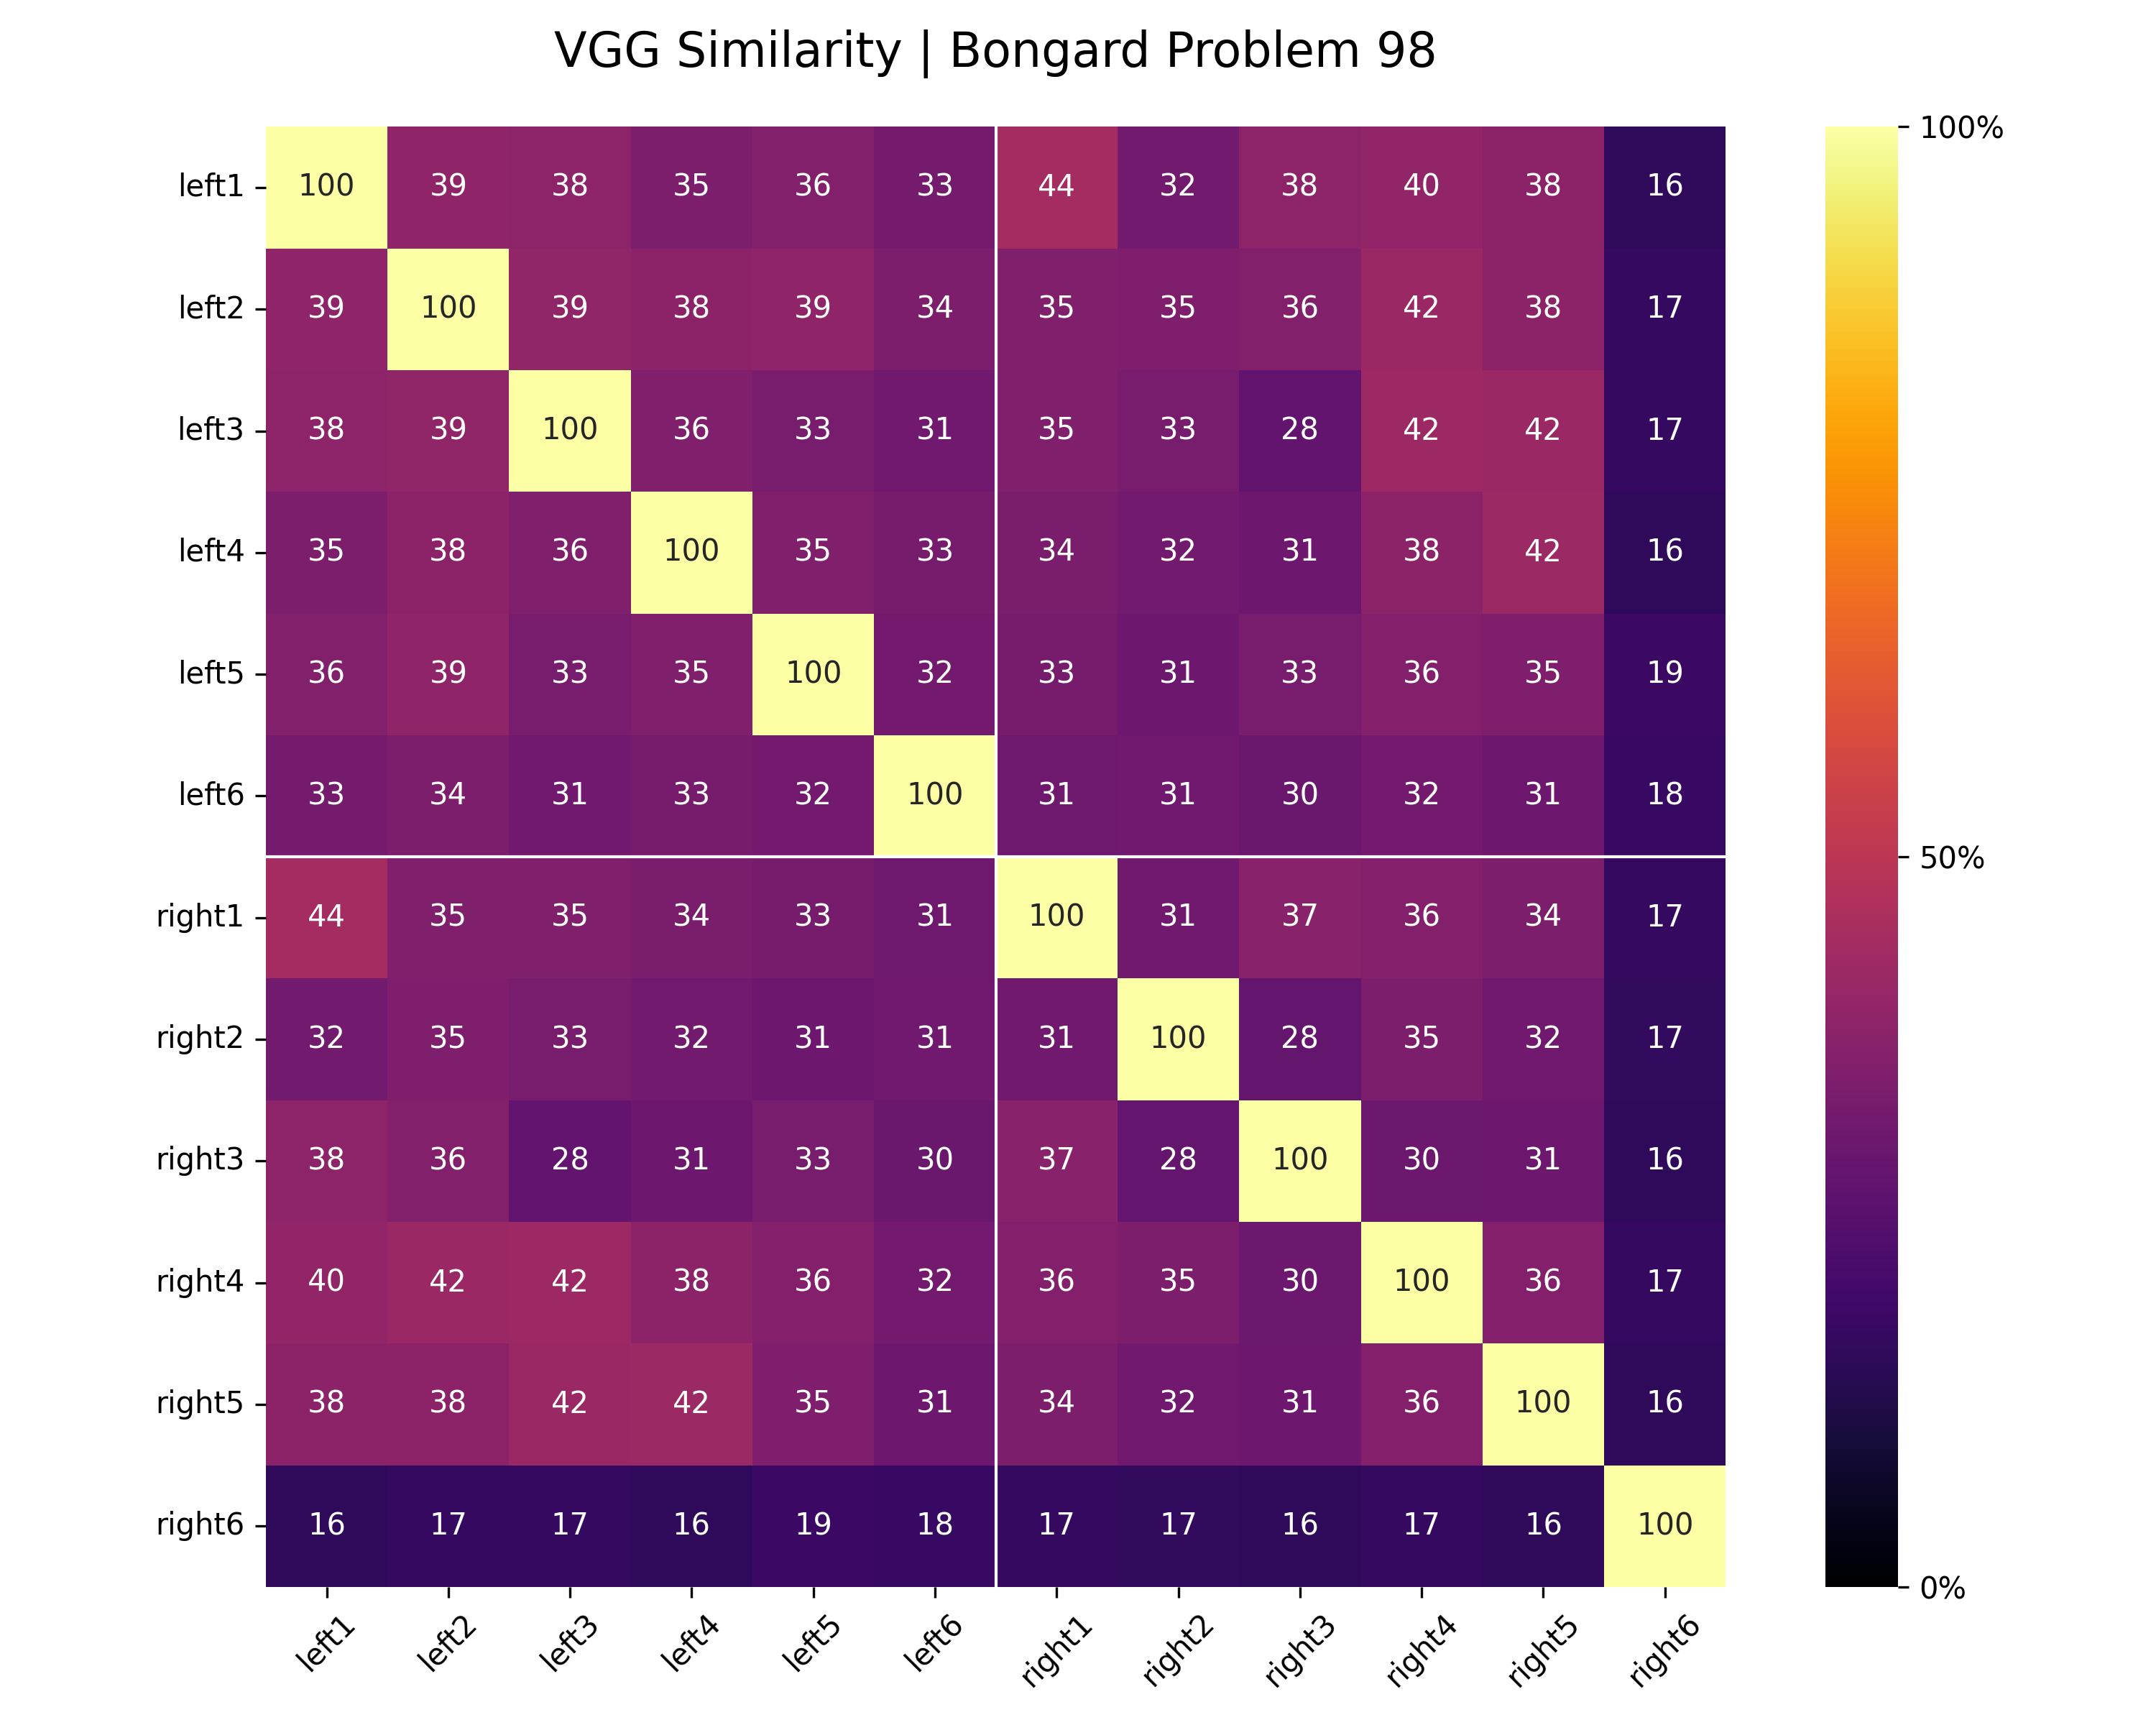 VGG Similarity | Bongard Problem 98
left1 100 39 38 35 36 33 44 32 38 40 38 16
left2 39 100 39 38 39 34 35 35 36 42 38 17
left3 38 39 100 36 33 31 35 33 28 42 42 17
left4 35 38 36 100 35 33 34 32 31 38 42 16
left5 36 39 33 35 100 32 33 31 33 36 35 19
left6 33 34 31 33 32 100 31 31 30 32 31 18
right1 44 35 35 34 33 31 100 31 37 36 34 17
right2 32 35 33 32 31 31 31 100 28 35 32 17
right3 38 36 28 31 33 30 37 28 100 30 31 16
right4 40 42 42 38 36 32 36 35 30 100 36 17
right5 38 38 42 42 35 31 34 32 31 36 100 16
right6 16 17 17 16 19 18 17 17 16 17 16 100
left1 left2 left3 left4 left5 left6 right1 right2 right3 right4 right5 right6
100%
50%
0%